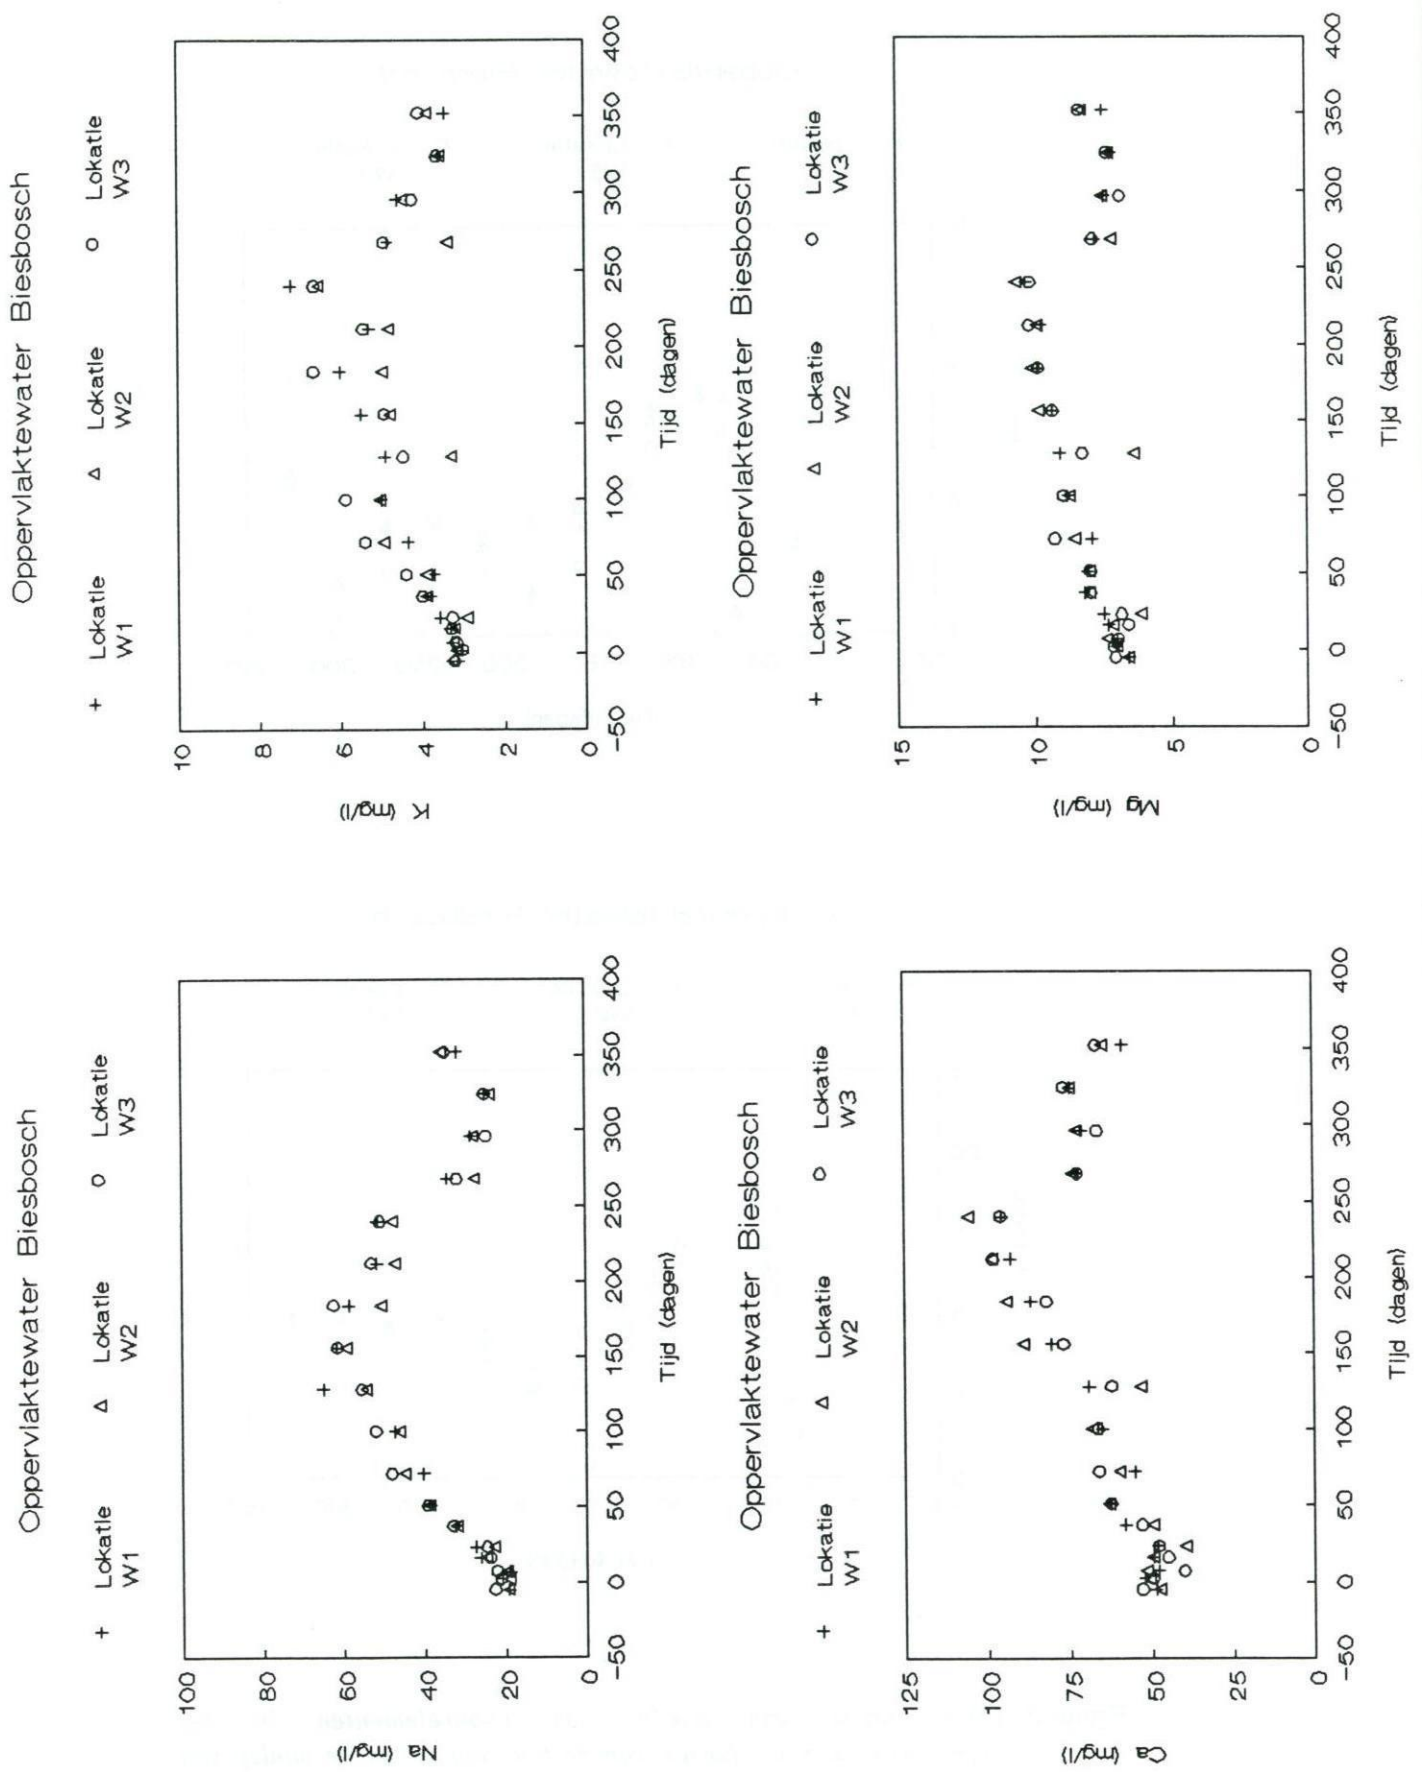 Oppervlaktewater Biesbosch
+ Lokatie W1
△ Lokatie W2
○ Lokatie W3
Na (mg/l)
100
80
60
40
20
0
-50 0 50 100 150 200 250 300 350 400
Tijd (dagen)
Oppervlaktewater Biesbosch
+ Lokatie W1
△ Lokatie W2
○ Lokatie W3
K (mg/l)
10
8
6
4
2
0
-50 0 50 100 150 200 250 300 350 400
Tijd (dagen)
Oppervlaktewater Biesbosch
+ Lokatie W1
△ Lokatie W2
○ Lokatie W3
Ca (mg/l)
125
100
75
50
25
0
-50 0 50 100 150 200 250 300 350 400
Tijd (dagen)
Oppervlaktewater Biesbosch
+ Lokatie W1
△ Lokatie W2
○ Lokatie W3
Mg (mg/l)
15
10
5
0
-50 0 50 100 150 200 250 300 350 400
Tijd (dagen)